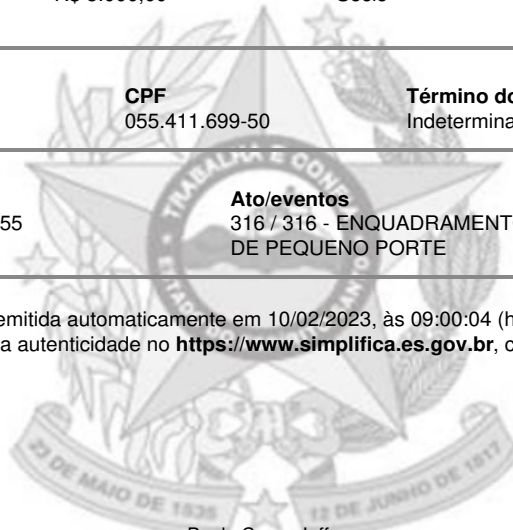 CPF
Término do
055.411.699-50
Indetermina
Ato/eventos
55
316 / 316 - ENQUADRAMENT
DE PEQUENO PORTE
emitida automaticamente em 10/02/2023, às 09:00:04 (h
a autenticidade no https://www.simplifica.es.gov.br, c
TRABALHA E CONF
23 DE MAIO DE 1535
12 DE JUNHO DE 1817